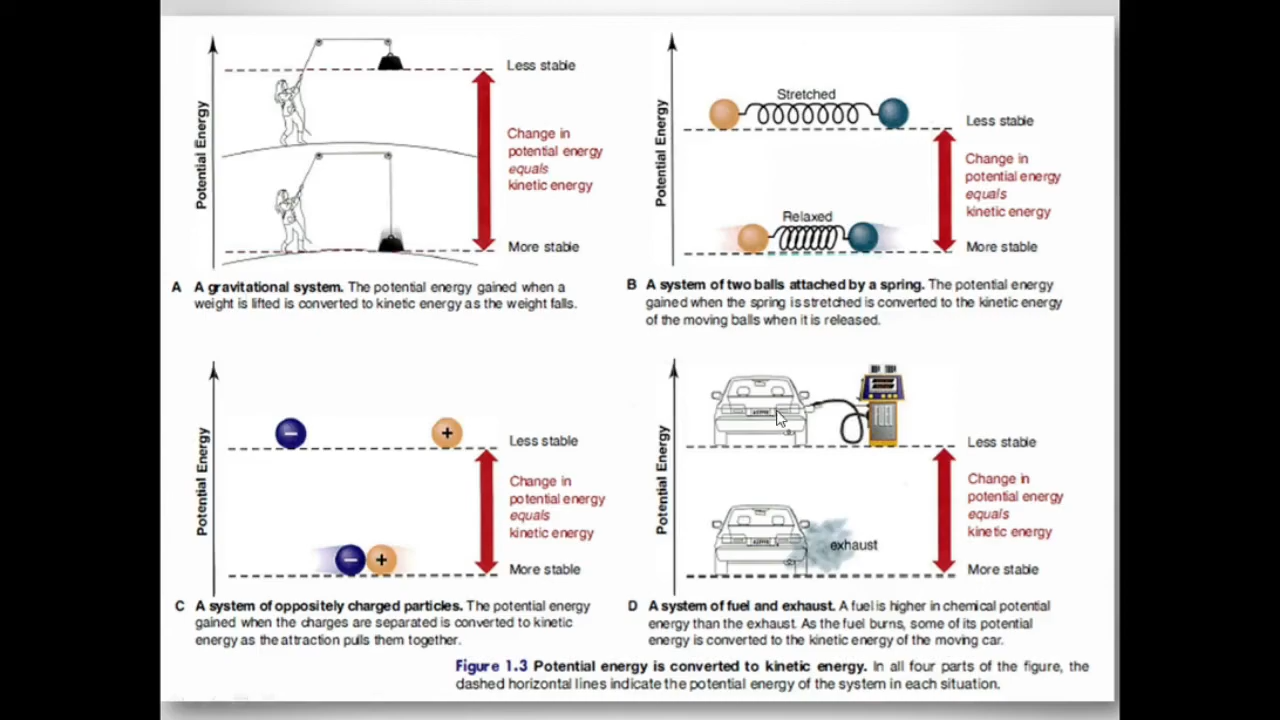 Potential Energy
Less stable
Change in
potential energy
equals
kinetic energy
More stable
A A gravitational system. The potential energy gained when a
weight is lifted is converted to kinetic energy as the weight falls.
Potential Energy
Stretched
Less stable
Change in
potential energy
equals
kinetic energy
Relaxed
More stable
B A system of two balls attached by a spring. The potential energy
gained when the spring is stretched is converted to the kinetic energy
of the moving balls when it is released.
Potential Energy
− +
Less stable
Change in
potential energy
equals
kinetic energy
− +
More stable
C A system of oppositely charged particles. The potential energy
gained when the charges are separated is converted to kinetic
energy as the attraction pulls them together.
Potential Energy
Less stable
Change in
potential energy
equals
kinetic energy
exhaust
More stable
D A system of fuel and exhaust. A fuel is higher in chemical potential
energy than the exhaust. As the fuel burns, some of its potential
energy is converted to the kinetic energy of the moving car.
Figure 1.3 Potential energy is converted to kinetic energy. In all four parts of the figure, the
dashed horizontal lines indicate the potential energy of the system in each situation.